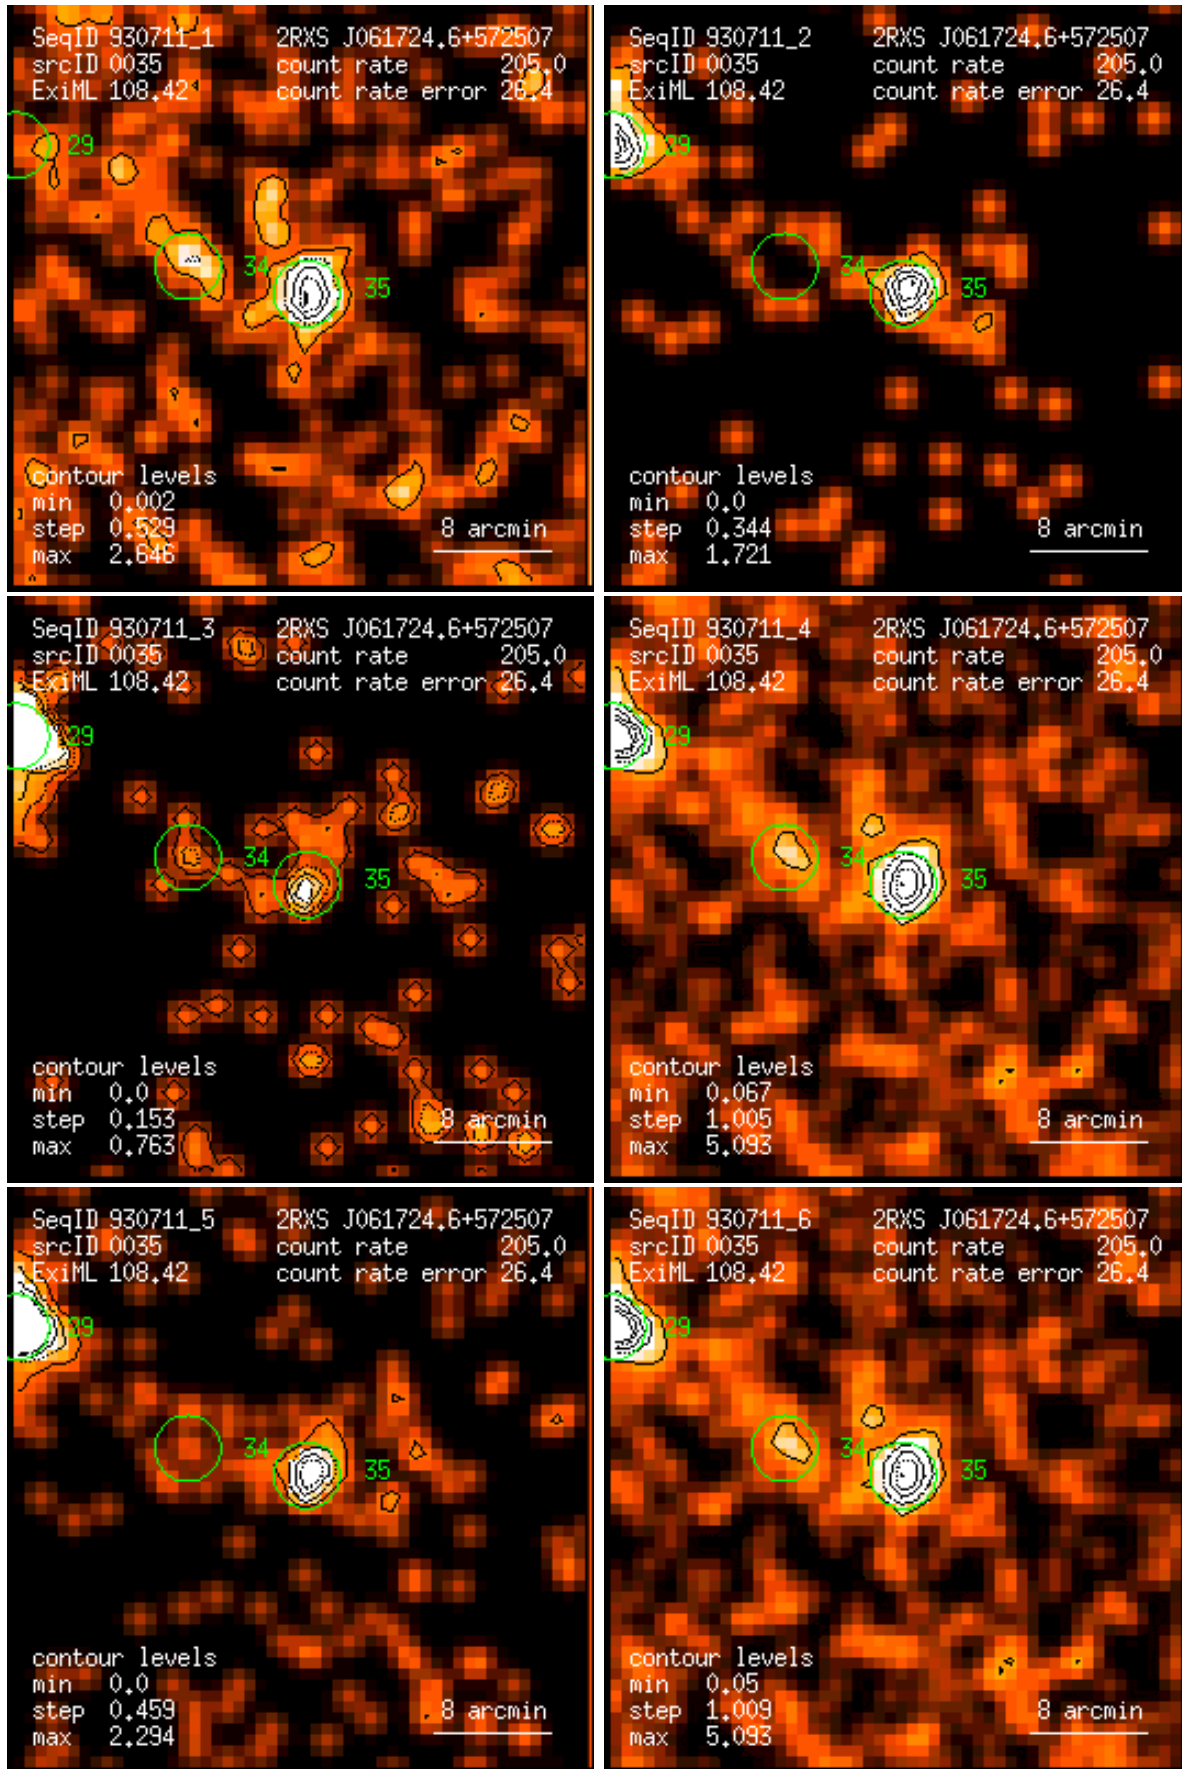 SeqID 930711_1 2RXS J061724.6+572507
srcID 0035 count rate 205.0
ExiML 108.42 count rate error 26.4
29
34
35
contour levels
min 0.002
step 0.529 8 arcmin
max 2.646
SeqID 930711_2 2RXS J061724.6+572507
srcID 0035 count rate 205.0
ExiML 108.42 count rate error 26.4
29
34
35
contour levels
min 0.0
step 0.344 8 arcmin
max 1.721
SeqID 930711_3 2RXS J061724.6+572507
srcID 0035 count rate 205.0
ExiML 108.42 count rate error 26.4
29
34
35
contour levels
min 0.0
step 0.153 8 arcmin
max 0.763
SeqID 930711_4 2RXS J061724.6+572507
srcID 0035 count rate 205.0
ExiML 108.42 count rate error 26.4
29
34
35
contour levels
min 0.067
step 1.005 8 arcmin
max 5.093
SeqID 930711_5 2RXS J061724.6+572507
srcID 0035 count rate 205.0
ExiML 108.42 count rate error 26.4
29
34
35
contour levels
min 0.0
step 0.459 8 arcmin
max 2.294
SeqID 930711_6 2RXS J061724.6+572507
srcID 0035 count rate 205.0
ExiML 108.42 count rate error 26.4
29
34
35
contour levels
min 0.05
step 1.009 8 arcmin
max 5.093